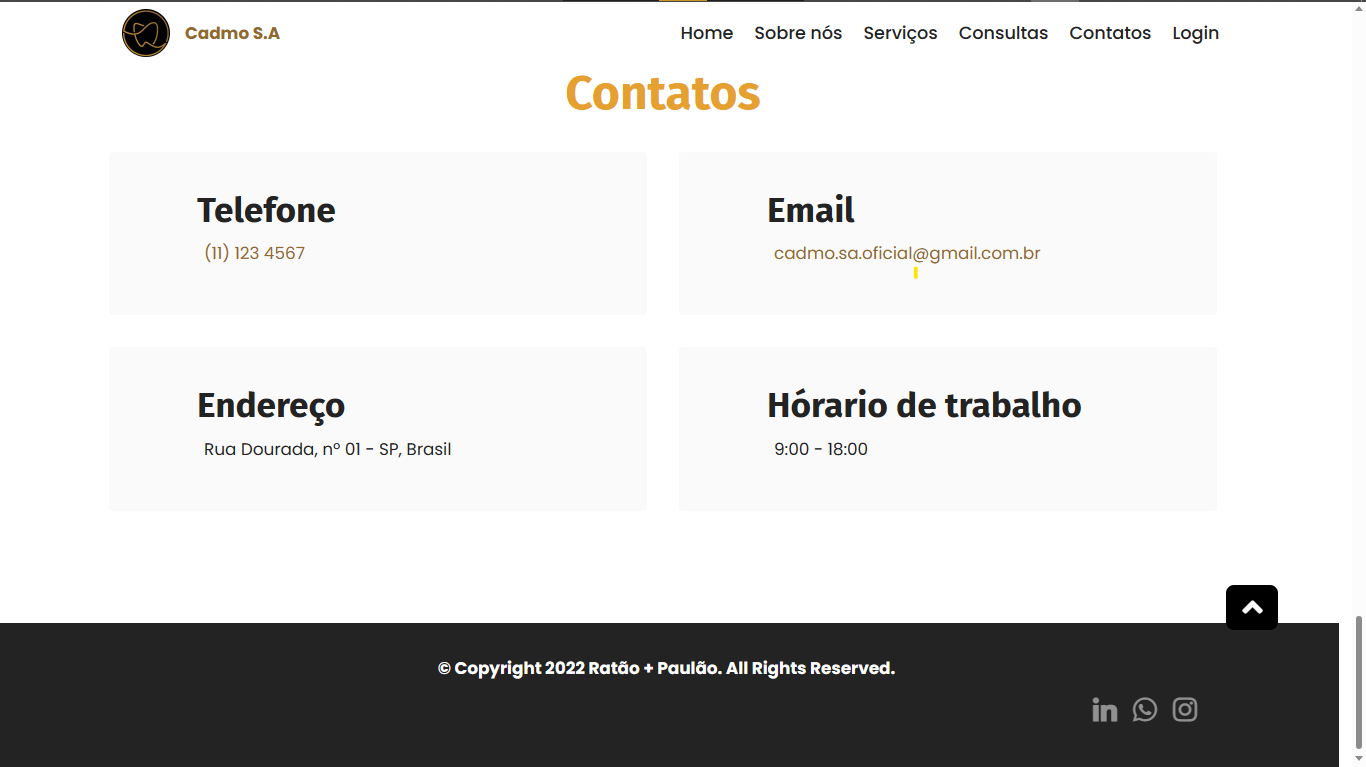 Cadmo S.A
Home Sobre nós Serviços Consultas Contatos Login
Contatos
Telefone
(11) 123 4567
Email
cadmo.sa.oficial@gmail.com.br
Endereço
Rua Dourada, nº 01 - SP, Brasil
Hórario de trabalho
9:00 - 18:00
© Copyright 2022 Ratão + Paulão. All Rights Reserved.